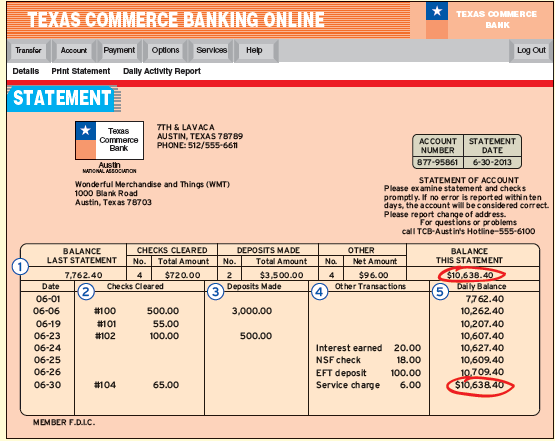 TEXAS COMMERCE BANKING ONLINE
TEXAS COMMERCE
BANK
Transfer Account Payment Options Services Help Log Out
Details Print Statement Daily Activity Report
STATEMENT
Texas
Commerce
Bank
Austin
NATIONAL ASSOCIATION
7TH & LAVACA
AUSTIN, TEXAS 78789
PHONE: 512/555-6611
Wonderful Merchandise and Things (WMT)
1000 Blank Road
Austin, Texas 78703
ACCOUNT NUMBER STATEMENT DATE
877-95861 6-30-2013
STATEMENT OF ACCOUNT
Please examine statement and checks
promptly. If no error is reported within ten
days, the account will be considered correct.
Please report change of address.
For questions or problems
call TCB-Austin's Hotline—555-6100
BALANCE LAST STATEMENT CHECKS CLEARED DEPOSITS MADE OTHER BALANCE THIS STATEMENT
No. Total Amount No. Total Amount No. Net Amount
1 7,762.40 4 $720.00 2 $3,500.00 4 $96.00 $10,638.40
Date 2 Checks Cleared 3 Deposits Made 4 Other Transactions 5 Daily Balance
06-01 7,762.40
06-06 #100 500.00 3,000.00 10,262.40
06-19 #101 55.00 10,207.40
06-23 #102 100.00 500.00 10,607.40
06-24 Interest earned 20.00 10,627.40
06-25 NSF check 18.00 10,609.40
06-26 EFT deposit 100.00 10,709.40
06-30 #104 65.00 Service charge 6.00 $10,638.40
MEMBER F.D.I.C.